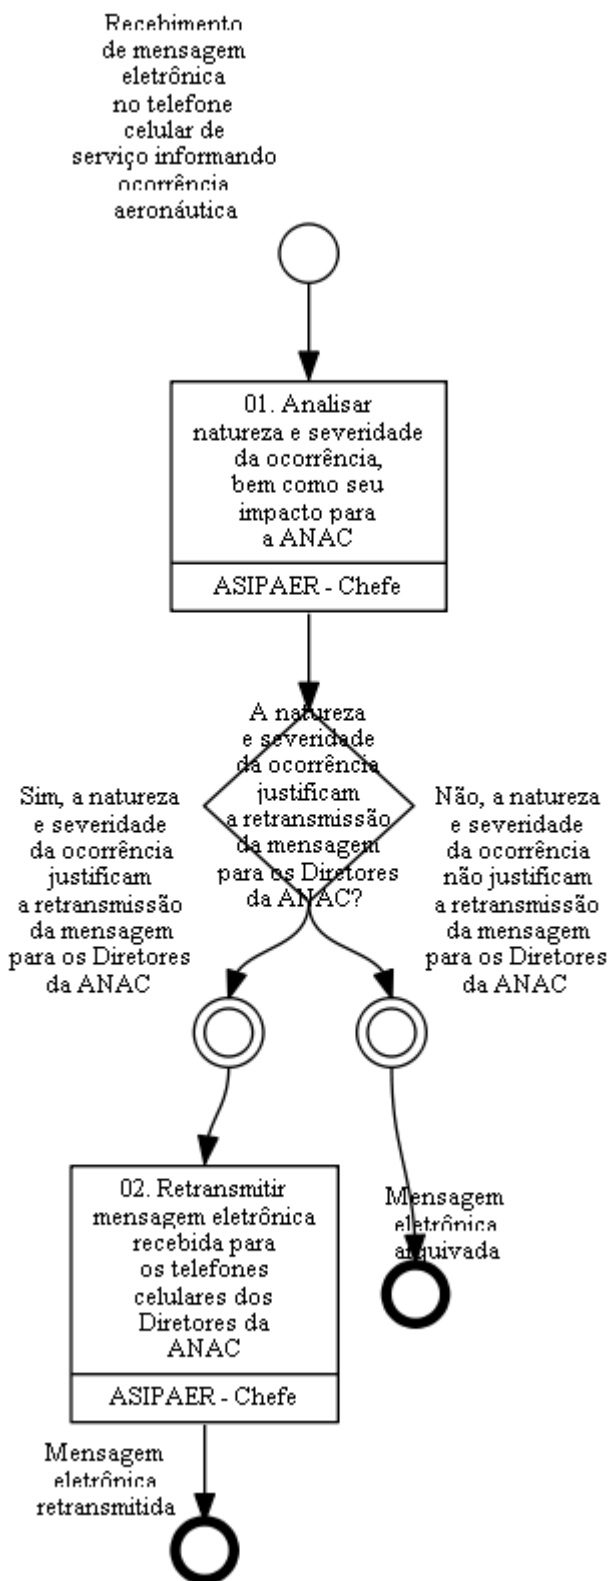 Recebimento
de mensagem
eletrônica
no telefone
celular de
serviço informando
ocorrência
aeronáutica
01. Analisar
natureza e severidade
da ocorrência,
bem como seu
impacto para
a ANAC
ASIPAER - Chefe
A natureza
e severidade
da ocorrência
justificam
a retransmissão
da mensagem
para os Diretores
da ANAC?
Sim, a natureza
e severidade
da ocorrência
justificam
a retransmissão
da mensagem
para os Diretores
da ANAC
Não, a natureza
e severidade
da ocorrência
não justificam
a retransmissão
da mensagem
para os Diretores
da ANAC
02. Retransmitir
mensagem eletrônica
recebida para
os telefones
celulares dos
Diretores da
ANAC
ASIPAER - Chefe
Mensagem
eletrônica
arquivada
Mensagem
eletrônica
retransmitida